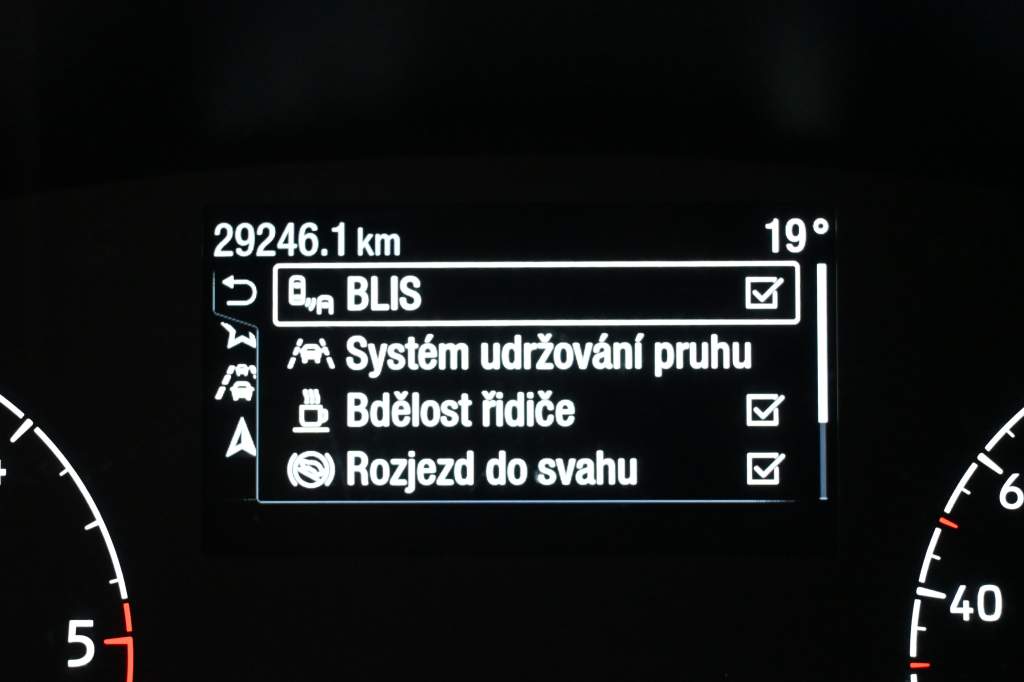 29246.1 km 19°
BLIS
Systém udržování pruhu
Bdělost řidiče
Rozjezd do svahu
5
6
40